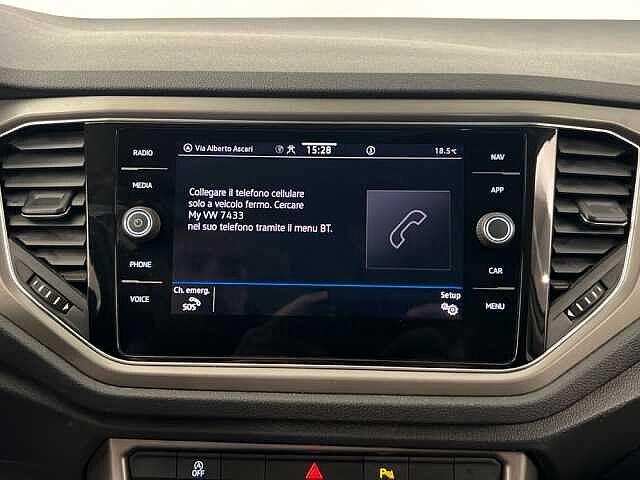 RADIO
MEDIA
PHONE
VOICE
Via Alberto Ascari
15:28
18.5°C
Collegare il telefono cellulare
solo a veicolo fermo. Cercare
My VW 7433
nel suo telefono tramite il menu BT.
Ch. emerg.
SOS
Setup
NAV
APP
CAR
MENU
A OFF
P